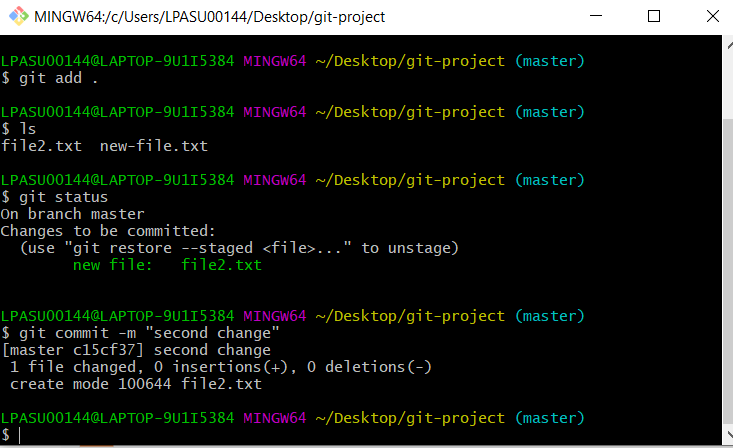 MINGW64:/c/Users/LPASU00144/Desktop/git-project
LPASU00144@LAPTOP-9U1I5384 MINGW64 ~/Desktop/git-project (master)
$ git add .
LPASU00144@LAPTOP-9U1I5384 MINGW64 ~/Desktop/git-project (master)
$ ls
file2.txt  new-file.txt
LPASU00144@LAPTOP-9U1I5384 MINGW64 ~/Desktop/git-project (master)
$ git status
On branch master
Changes to be committed:
  (use "git restore --staged <file>..." to unstage)
        new file:   file2.txt
LPASU00144@LAPTOP-9U1I5384 MINGW64 ~/Desktop/git-project (master)
$ git commit -m "second change"
[master c15cf37] second change
 1 file changed, 0 insertions(+), 0 deletions(-)
 create mode 100644 file2.txt
LPASU00144@LAPTOP-9U1I5384 MINGW64 ~/Desktop/git-project (master)
$